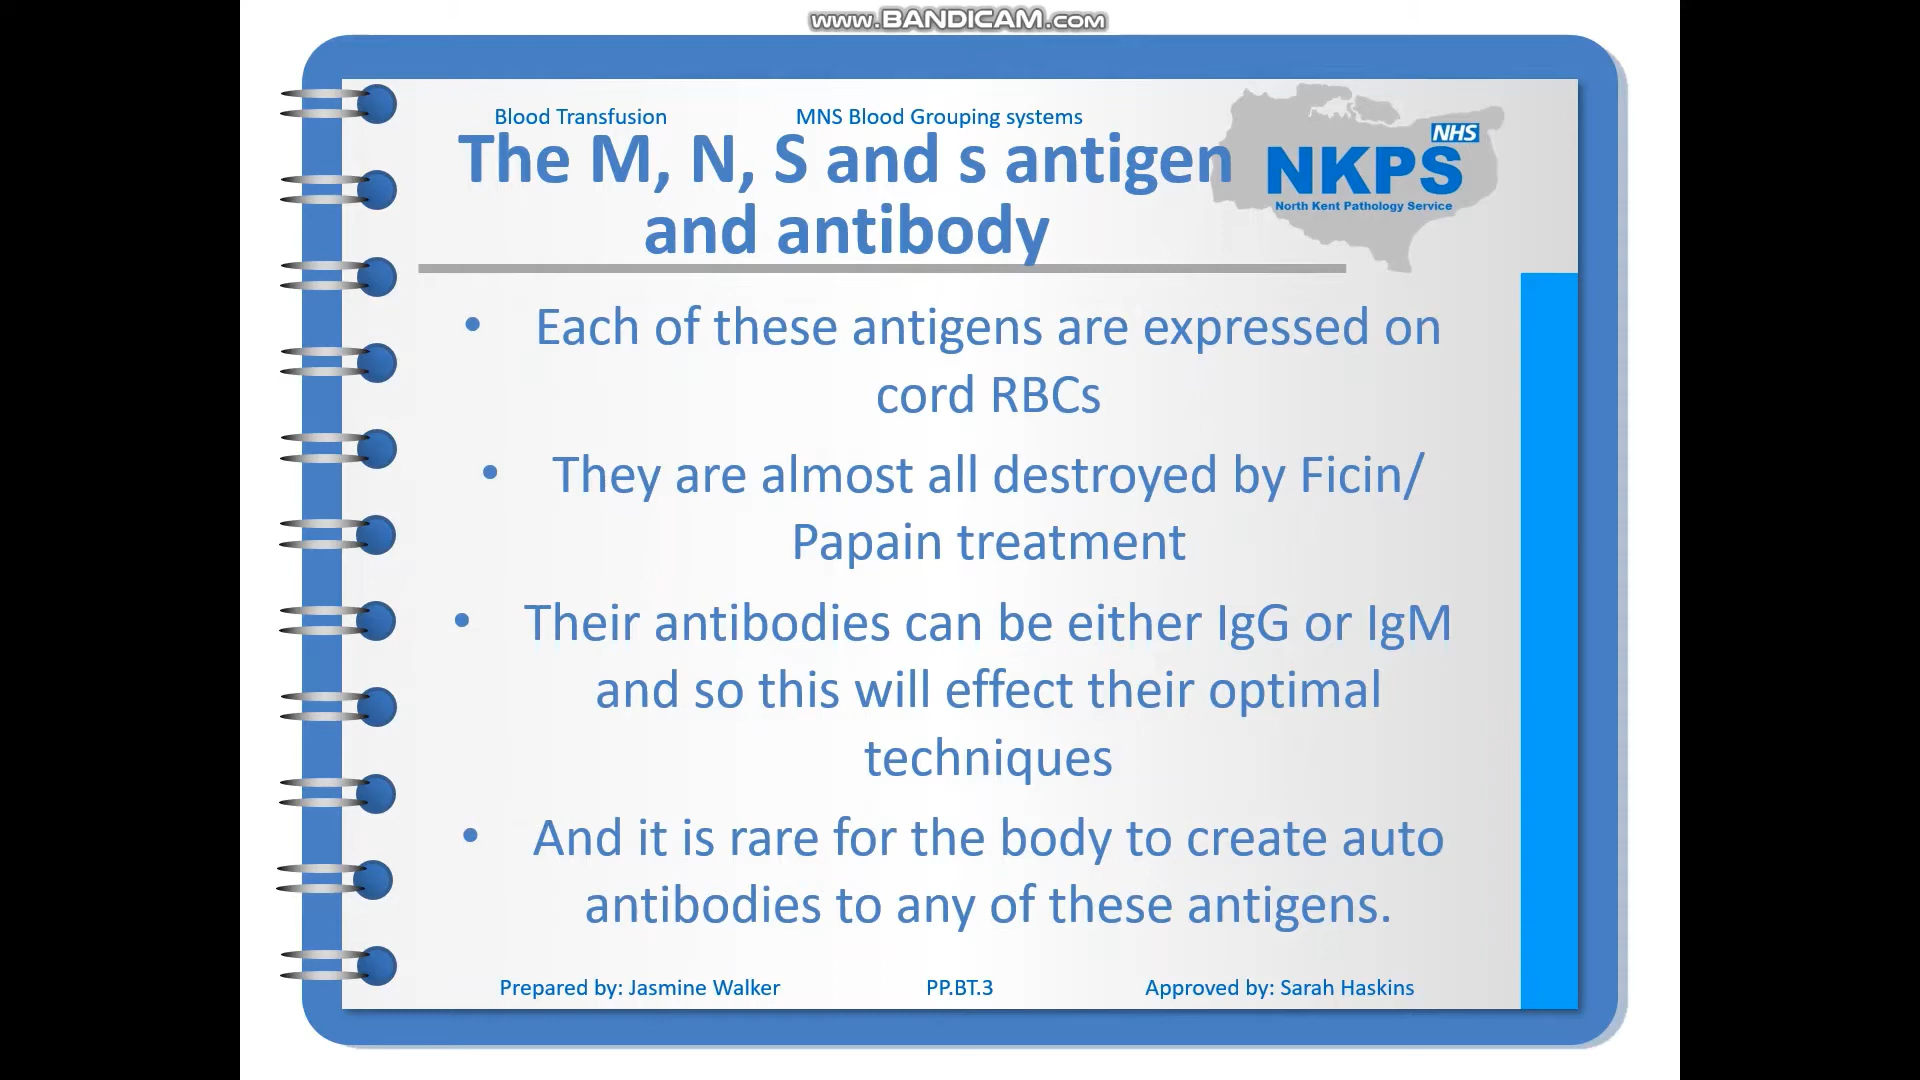 www.BANDICAM.com
Blood Transfusion MNS Blood Grouping systems
The M, N, S and s antigen
and antibody
NHS
NKPS
North Kent Pathology Service
• Each of these antigens are expressed on
cord RBCs
• They are almost all destroyed by Ficin/
Papain treatment
• Their antibodies can be either IgG or IgM
and so this will effect their optimal
techniques
• And it is rare for the body to create auto
antibodies to any of these antigens.
Prepared by: Jasmine Walker PP.BT.3 Approved by: Sarah Haskins